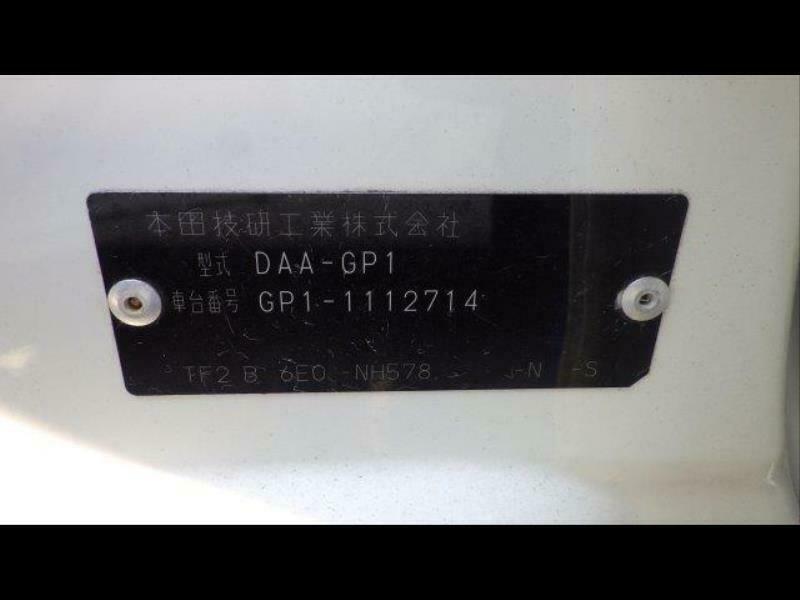 本田技研工業株式会社
型式 DAA-GP1
車台番号 GP1-1112714
TF2 B 6E0 NH578 -N -S